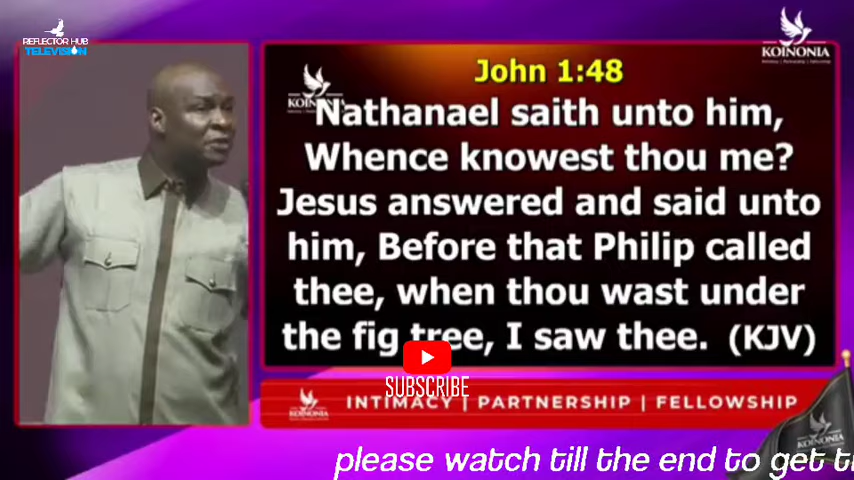 REFLECTOR HUB
TELEVISION
KOINONIA
John 1:48
Nathanael saith unto him,
Whence knowest thou me?
Jesus answered and said unto
him, Before that Philip called
thee, when thou wast under
the fig tree, I saw thee. (KJV)
SUBSCRIBE
KOINONIA
INTIMACY | PARTNERSHIP | FELLOWSHIP
KOINONIA
please watch till the end to get t